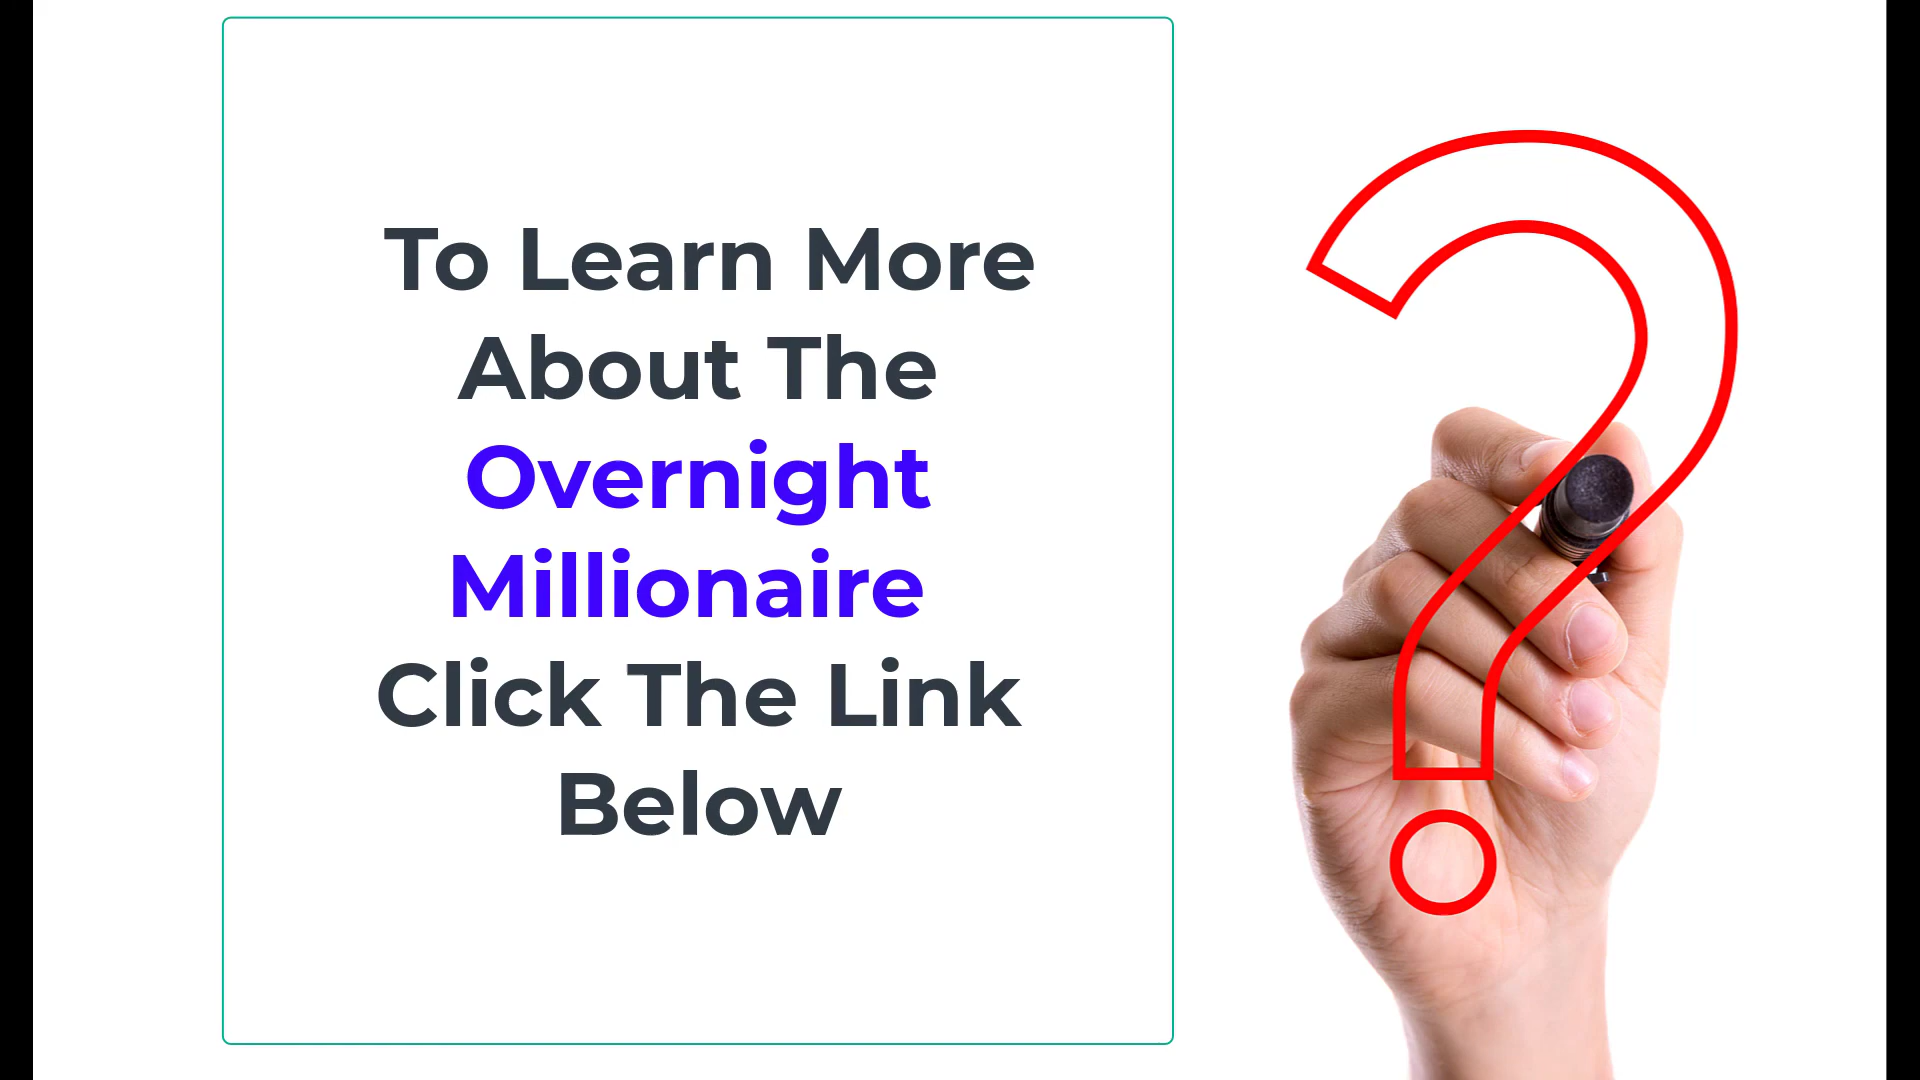 To Learn More
About The
Overnight
Millionaire
Click The Link
Below